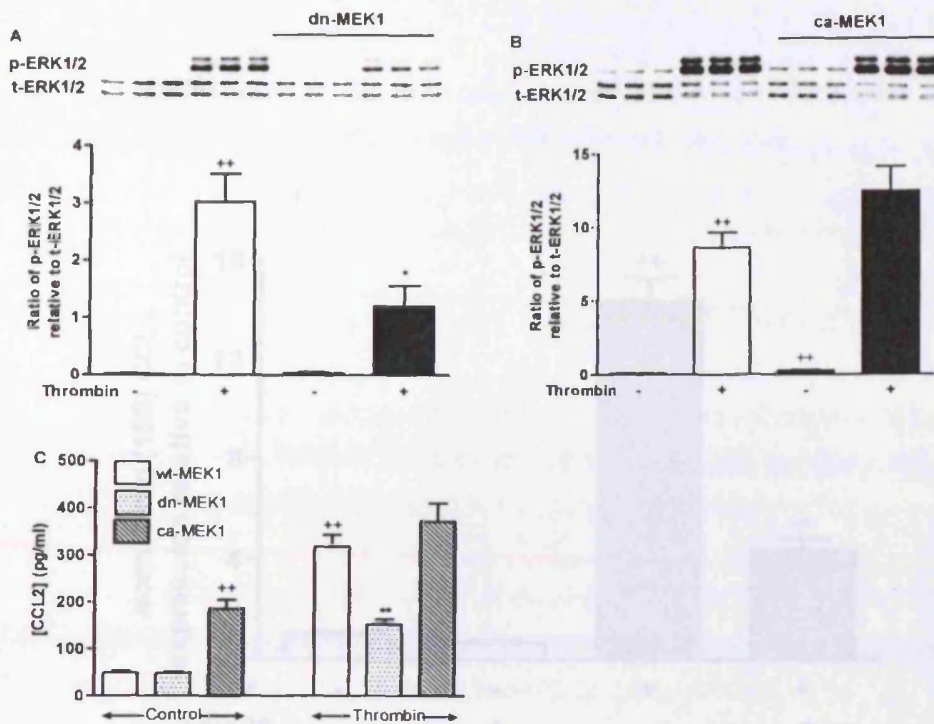 dn-MEK1
A
p-ERK1/2
t-ERK1/2
4
3
2
1
0
Ratio of p-ERK1/2
relative to t-ERK1/2
++
*
Thrombin - + - +
ca-MEK1
B
p-ERK1/2
t-ERK1/2
15
10
5
0
Ratio of p-ERK1/2
relative to t-ERK1/2
++
++
Thrombin - + - +
C
500
400
300
200
100
0
[CCL2] (pg/ml)
wt-MEK1
dn-MEK1
ca-MEK1
++
++
**
Control
Thrombin